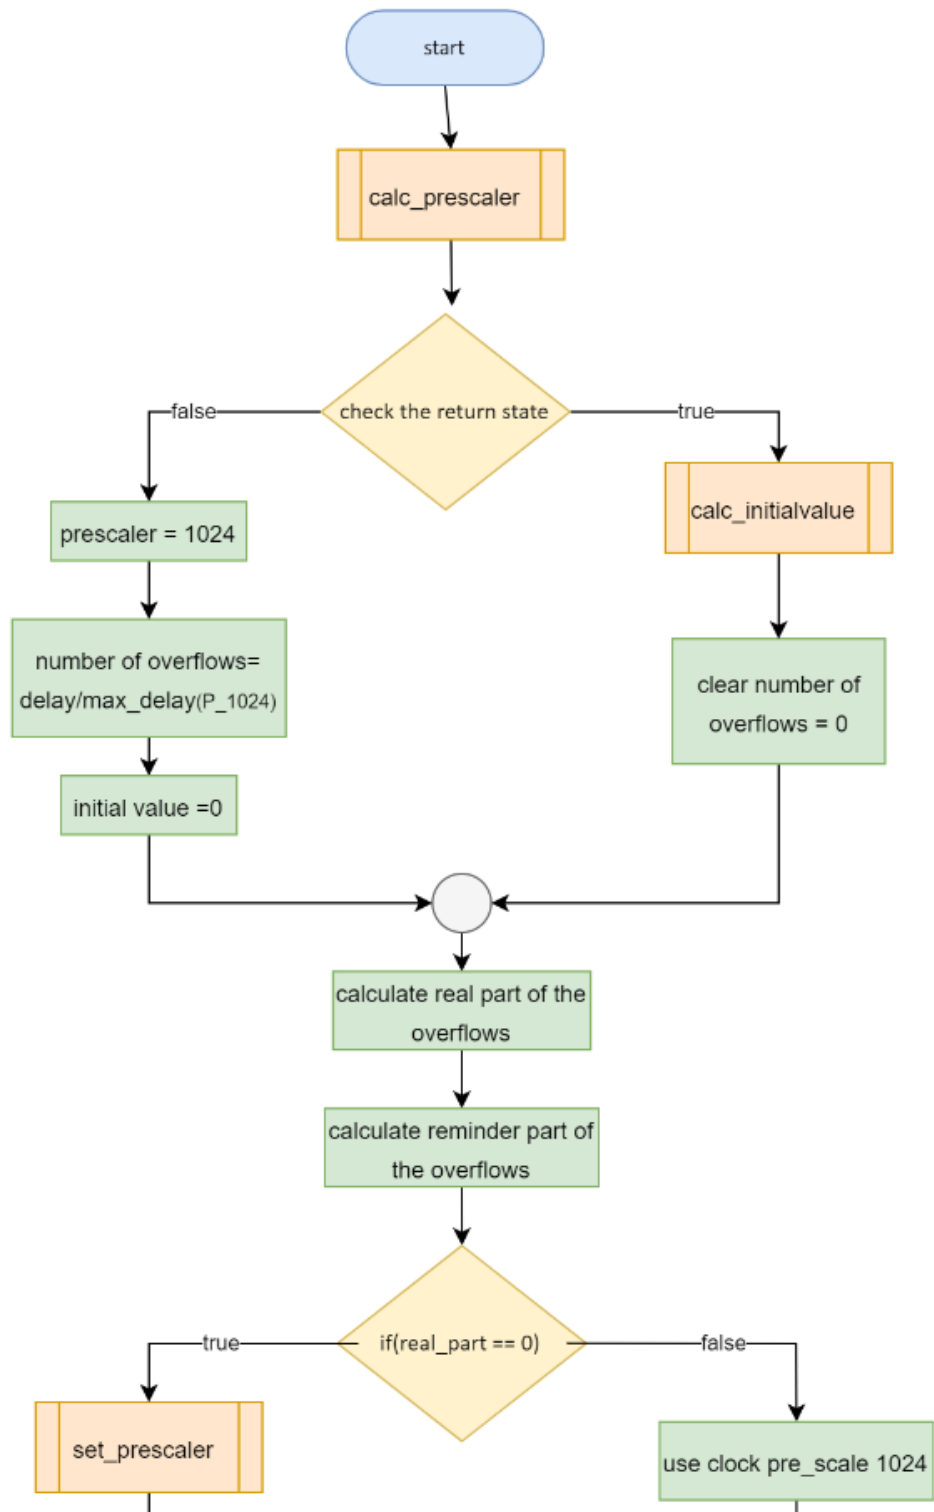 start
calc_prescaler
check the return state
false
true
prescaler = 1024
calc_initialvalue
number of overflows=
delay/max_delay(P_1024)
clear number of
overflows = 0
initial value =0
calculate real part of the
overflows
calculate reminder part of
the overflows
if(real_part == 0)
true
false
set_prescaler
use clock pre_scale 1024